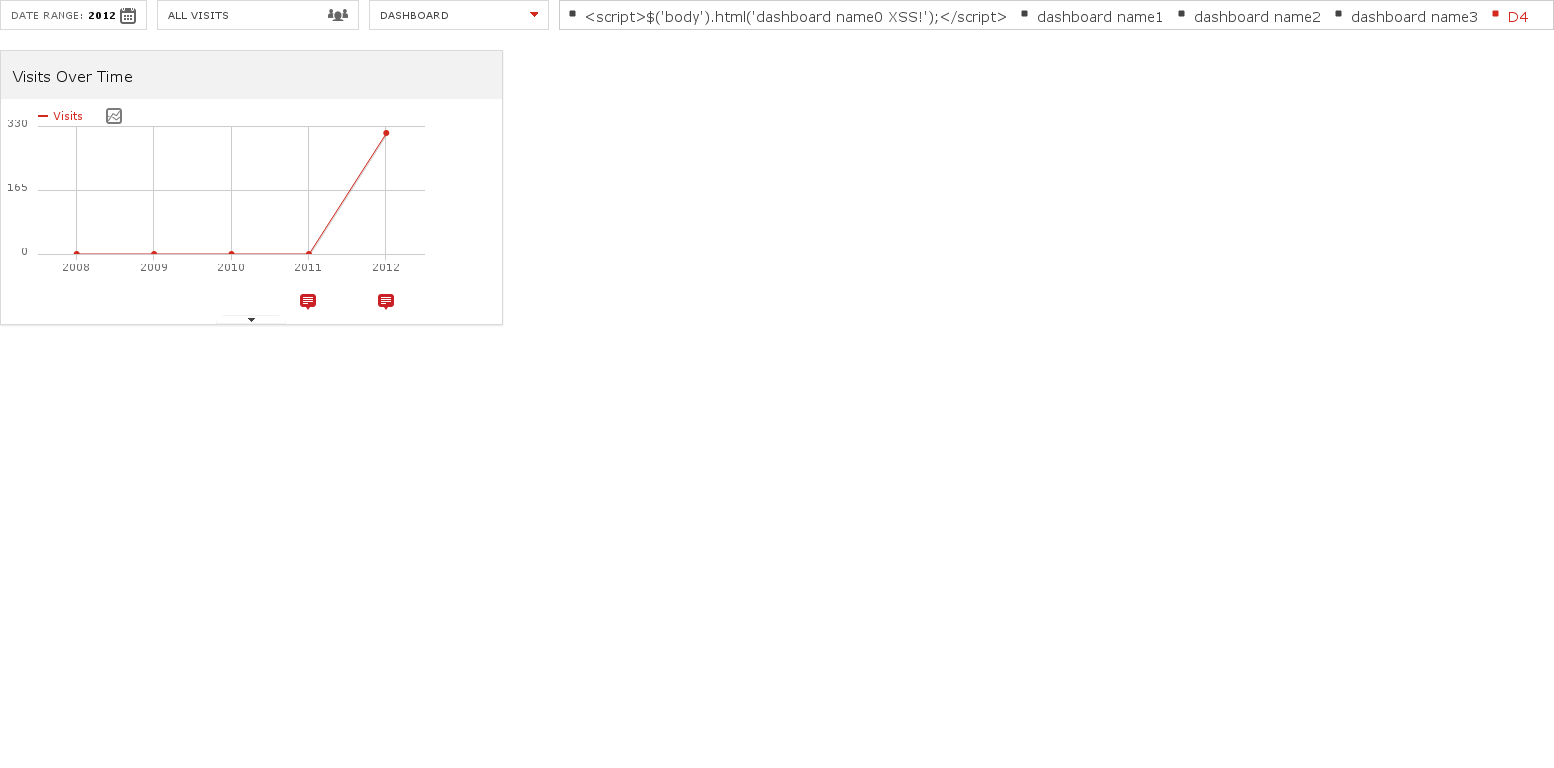 DATE RANGE: 2012
ALL VISITS
DASHBOARD
<script>$('body').html('dashboard name0 XSS!');</script>
dashboard name1
dashboard name2
dashboard name3
D4
Visits Over Time
Visits
330
165
0
2008 2009 2010 2011 2012